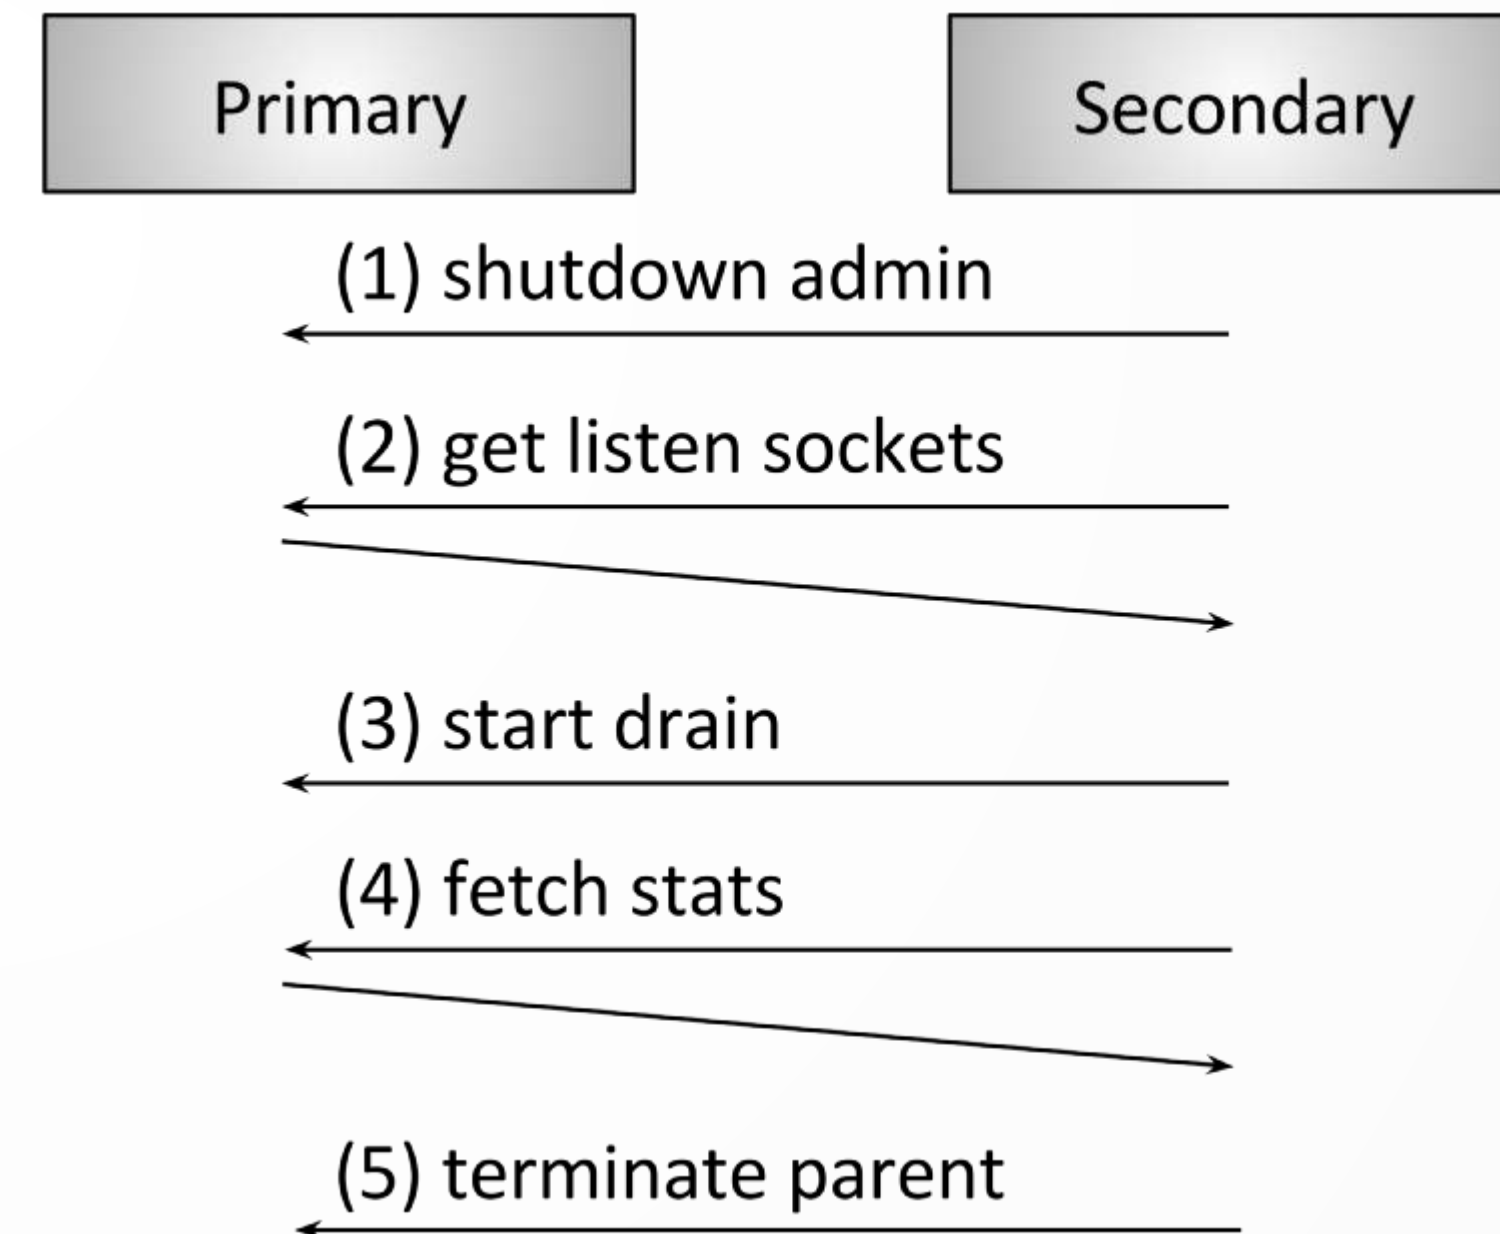 Primary
Secondary
(1) shutdown admin
(2) get listen sockets
(3) start drain
(4) fetch stats
(5) terminate parent